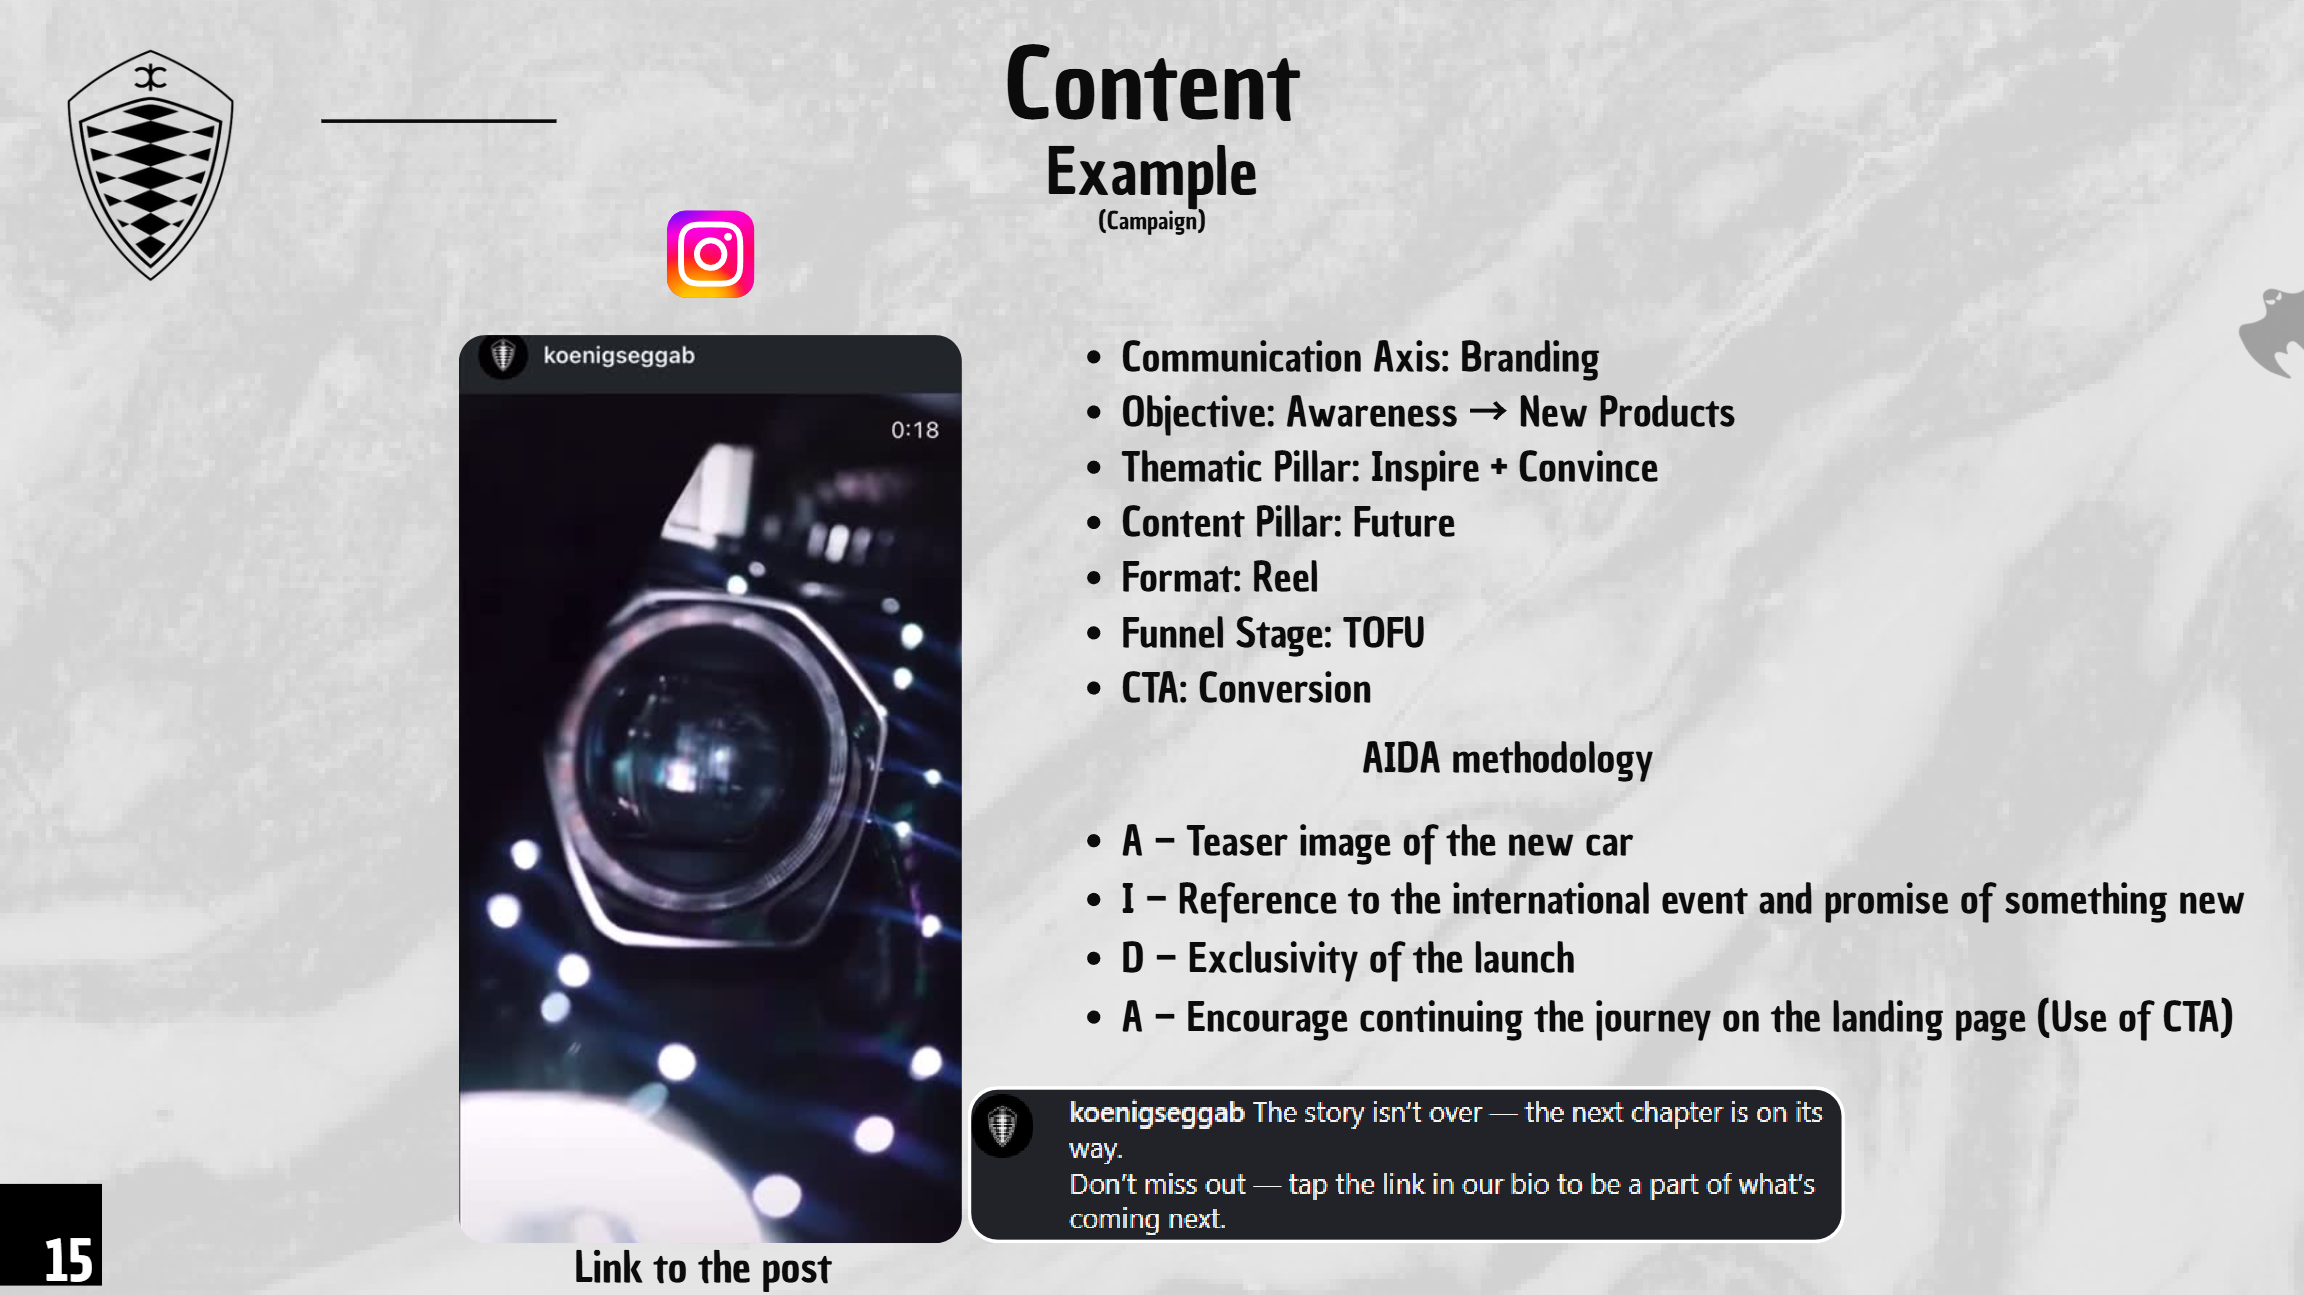 Content
Example
(Campaign)
koenigseggab
0:18
• Communication Axis: Branding
• Objective: Awareness → New Products
• Thematic Pillar: Inspire + Convince
• Content Pillar: Future
• Format: Reel
• Funnel Stage: TOFU
• CTA: Conversion
AIDA methodology
• A – Teaser image of the new car
• I – Reference to the international event and promise of something new
• D – Exclusivity of the launch
• A – Encourage continuing the journey on the landing page (Use of CTA)
koenigseggab The story isn't over — the next chapter is on its
way.
Don't miss out — tap the link in our bio to be a part of what's
coming next.
Link to the post
15